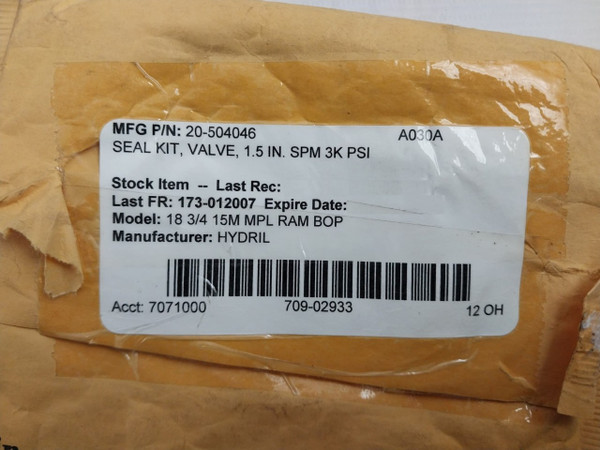 MFG P/N: 20-504046 A030A
SEAL KIT, VALVE, 1.5 IN. SPM 3K PSI
Stock Item -- Last Rec:
Last FR: 173-012007 Expire Date:
Model: 18 3/4 15M MPL RAM BOP
Manufacturer: HYDRIL
Acct: 7071000 709-02933 12 OH